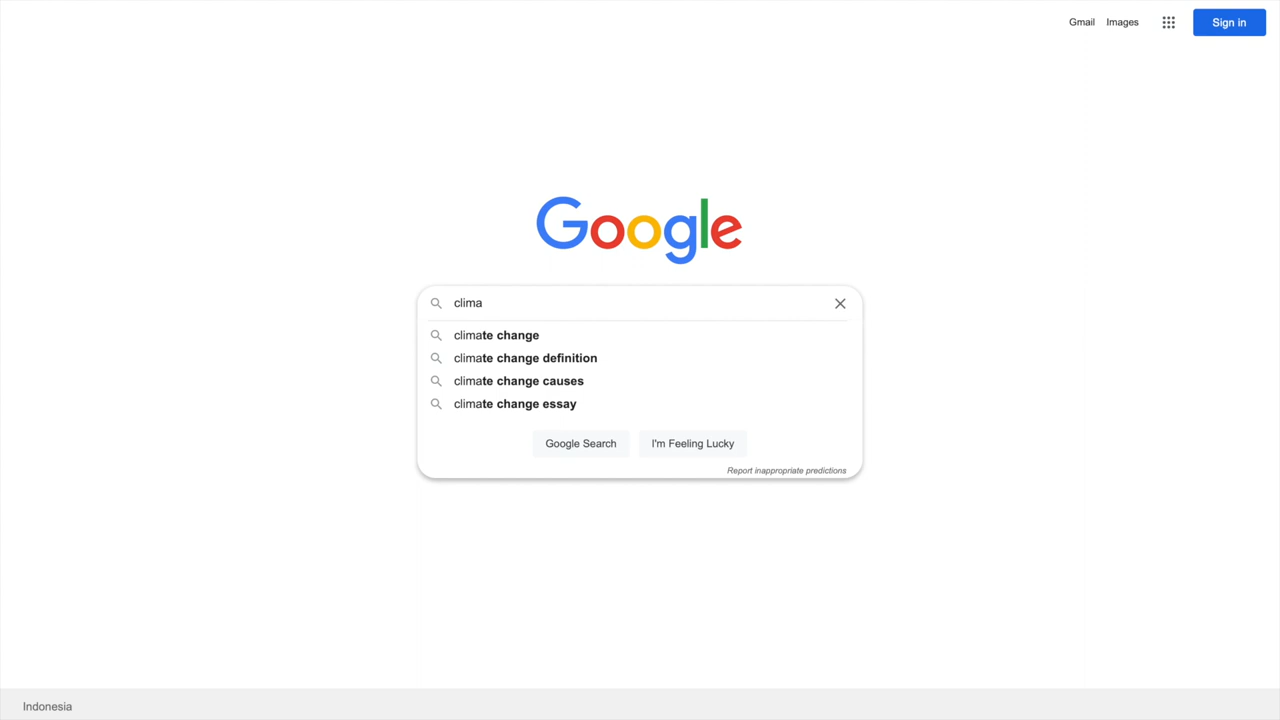 Gmail Images Sign in
Google
clima
climate change
climate change definition
climate change causes
climate change essay
Google Search I'm Feeling Lucky
Report inappropriate predictions
Indonesia